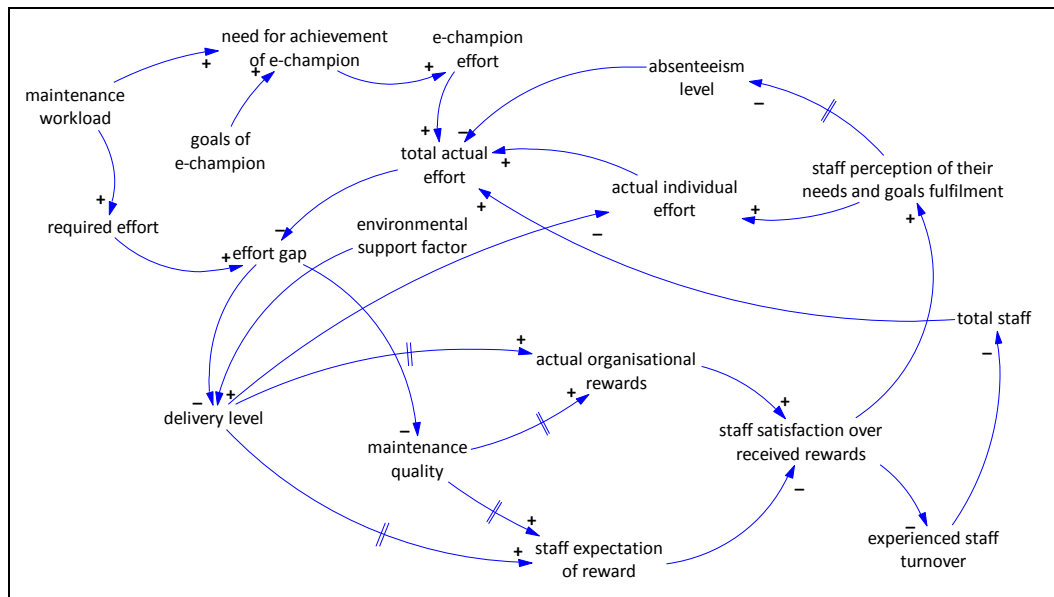 need for achievement
of e-champion
e-champion
effort
absenteeism
level
maintenance
workload
goals of
e-champion
total actual
effort
staff perception of their
needs and goals fulfilment
actual individual
effort
required effort
environmental
support factor
effort gap
total staff
actual organisational
rewards
delivery level
maintenance
quality
staff satisfaction over
received rewards
staff expectation
of reward
experienced staff
turnover